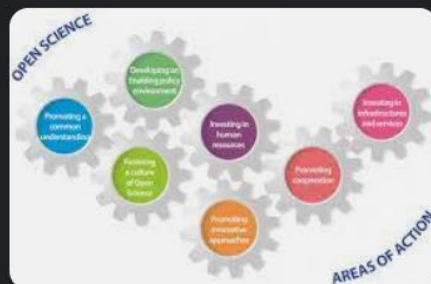 OPEN SCIENCE
Developing an
Enabling policy
environment
Promoting a
common
understanding
Investing in
human
resources
Investing in
infrastructures
and services
Fostering
a culture
of Open
Science
Promoting
cooperation
Promoting
innovative
approaches
AREAS OF ACTION